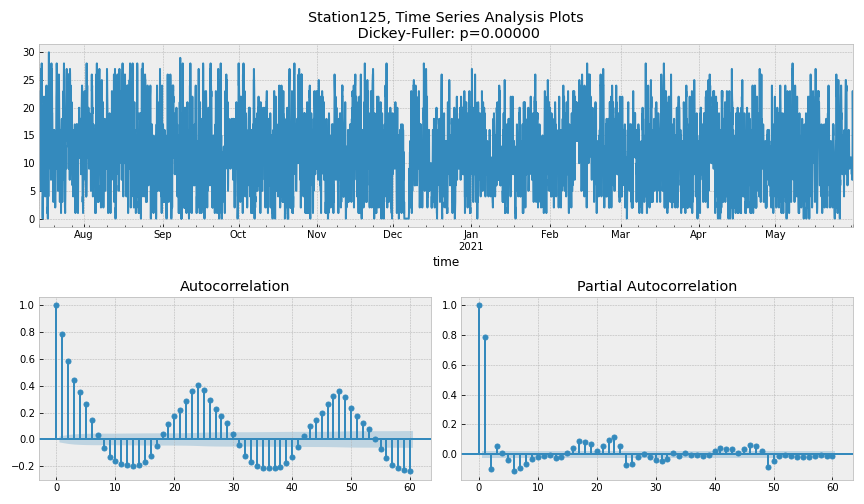 Station125, Time Series Analysis Plots
Dickey-Fuller: p=0.00000
30
25
20
15
10
5
0
Aug Sep Oct Nov Dec Jan Feb Mar Apr May
2021
time
Autocorrelation Partial Autocorrelation
1.0 1.0
0.8 0.8
0.6 0.6
0.4 0.4
0.2 0.2
0.0 0.0
−0.2
0 10 20 30 40 50 60 0 10 20 30 40 50 60